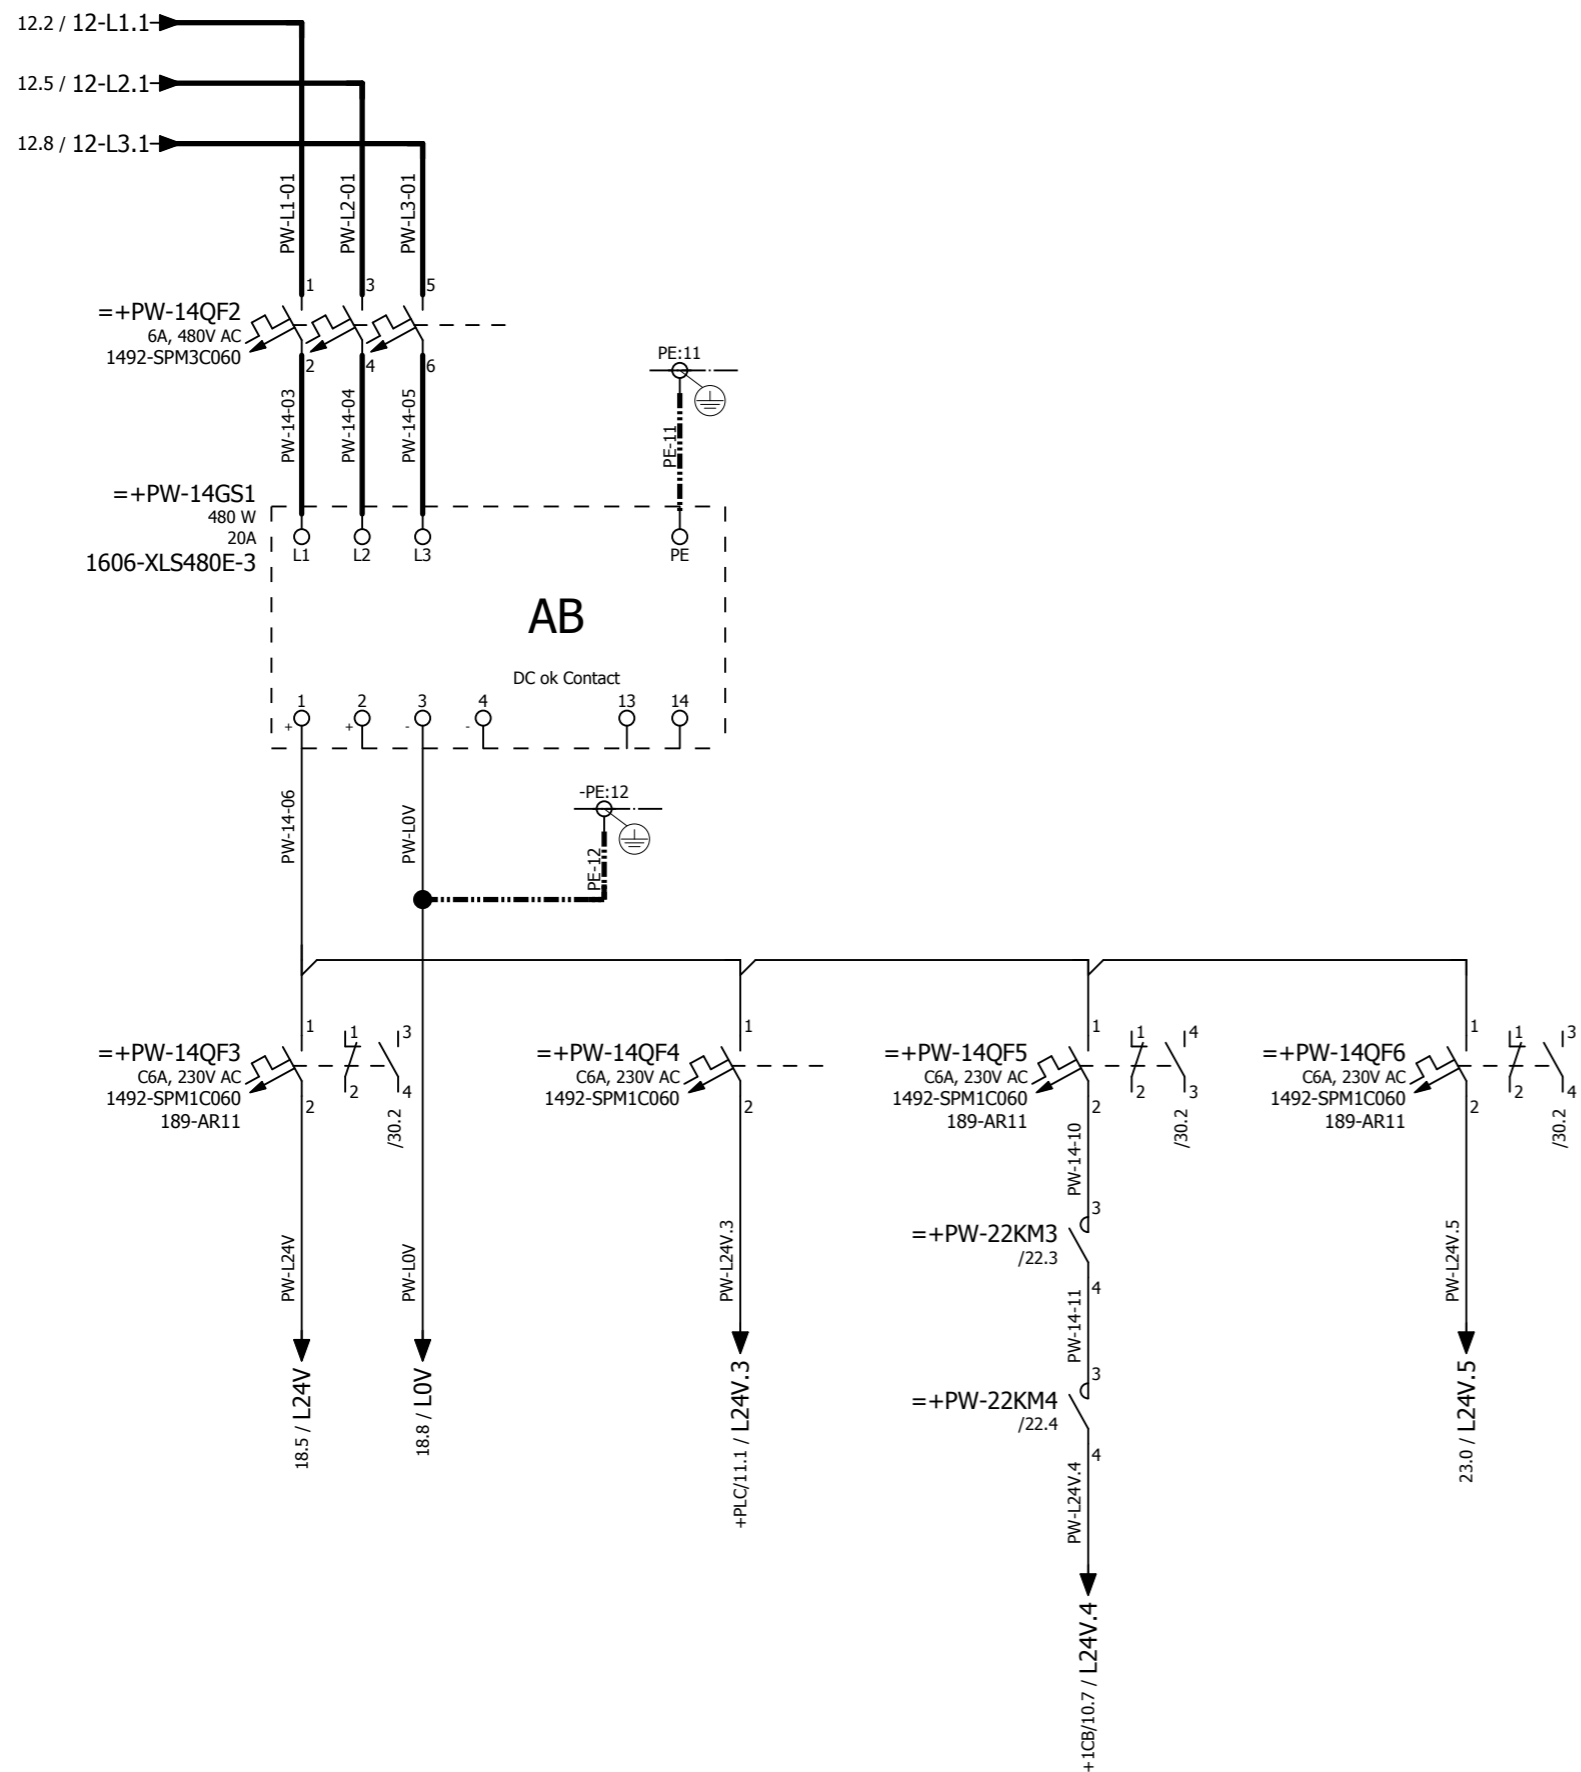 12.2 / 12-L1.1
12.5 / 12-L2.1
12.8 / 12-L3.1
PW-L1-01
PW-L2-01
PW-L3-01
1
3
5
=+PW-14QF2
6A, 480V AC
1492-SPM3C060
2
4
6
PW-14-03
PW-14-04
PW-14-05
PE:11
PE-11
=+PW-14GS1
480 W
20A
1606-XLS480E-3
L1
L2
L3
PE
AB
DC ok Contact
1
2
3
4
13
14
+
+
-
-
PW-14-06
PW-L0V
-PE:12
PE-12
=+PW-14QF3
C6A, 230V AC
1492-SPM1C060
189-AR11
1
2
1
2
3
4
/30.2
=+PW-14QF4
C6A, 230V AC
1492-SPM1C060
1
2
=+PW-14QF5
C6A, 230V AC
1492-SPM1C060
189-AR11
1
2
1
2
4
3
/30.2
=+PW-14QF6
C6A, 230V AC
1492-SPM1C060
189-AR11
1
2
1
2
3
4
/30.2
PW-L24V
PW-L0V
PW-L24V.3
PW-14-10
=+PW-22KM3
/22.3
3
4
PW-14-11
=+PW-22KM4
/22.4
3
4
PW-L24V.4
PW-L24V.5
18.5 / L24V
18.8 / L0V
+PLC/11.1 / L24V.3
+1CB/10.7 / L24V.4
23.0 / L24V.5